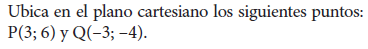 Ubica en el plano cartesiano los siguientes puntos:
P(3; 6) y Q(−3; −4).